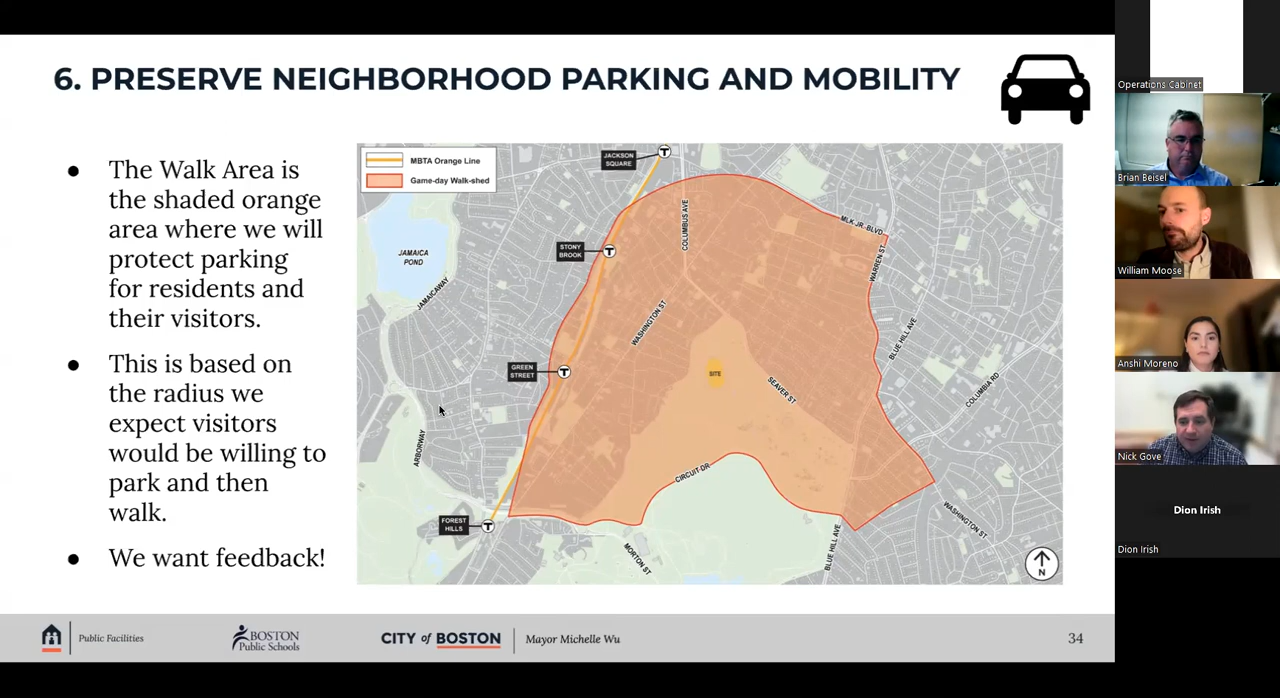 6. PRESERVE NEIGHBORHOOD PARKING AND MOBILITY
● The Walk Area is
the shaded orange
area where we will
protect parking
for residents and
their visitors.
● This is based on
the radius we
expect visitors
would be willing to
park and then
walk.
● We want feedback!
MBTA Orange Line
Game-day Walk-shed
JACKSON
SQUARE
T
STONY
BROOK
T
GREEN
STREET
T
FOREST
HILLS
T
JAMAICA
POND
JAMAICAWAY
ARBORWAY
COLUMBUS AVE
WASHINGTON ST
MLK-JR-BLVD
WARREN ST
BLUE HILL AVE
COLUMBIA RD
SITE
SEAVER ST
CIRCUIT DR
MORTON ST
BLUE HILL AVE
WASHINGTON ST
N
Public Facilities
BOSTON
Public Schools
CITY of BOSTON
Mayor Michelle Wu
34
Operations Cabinet
Brian Beisel
William Moose
Anshi Moreno
Nick Gove
Dion Irish
Dion Irish